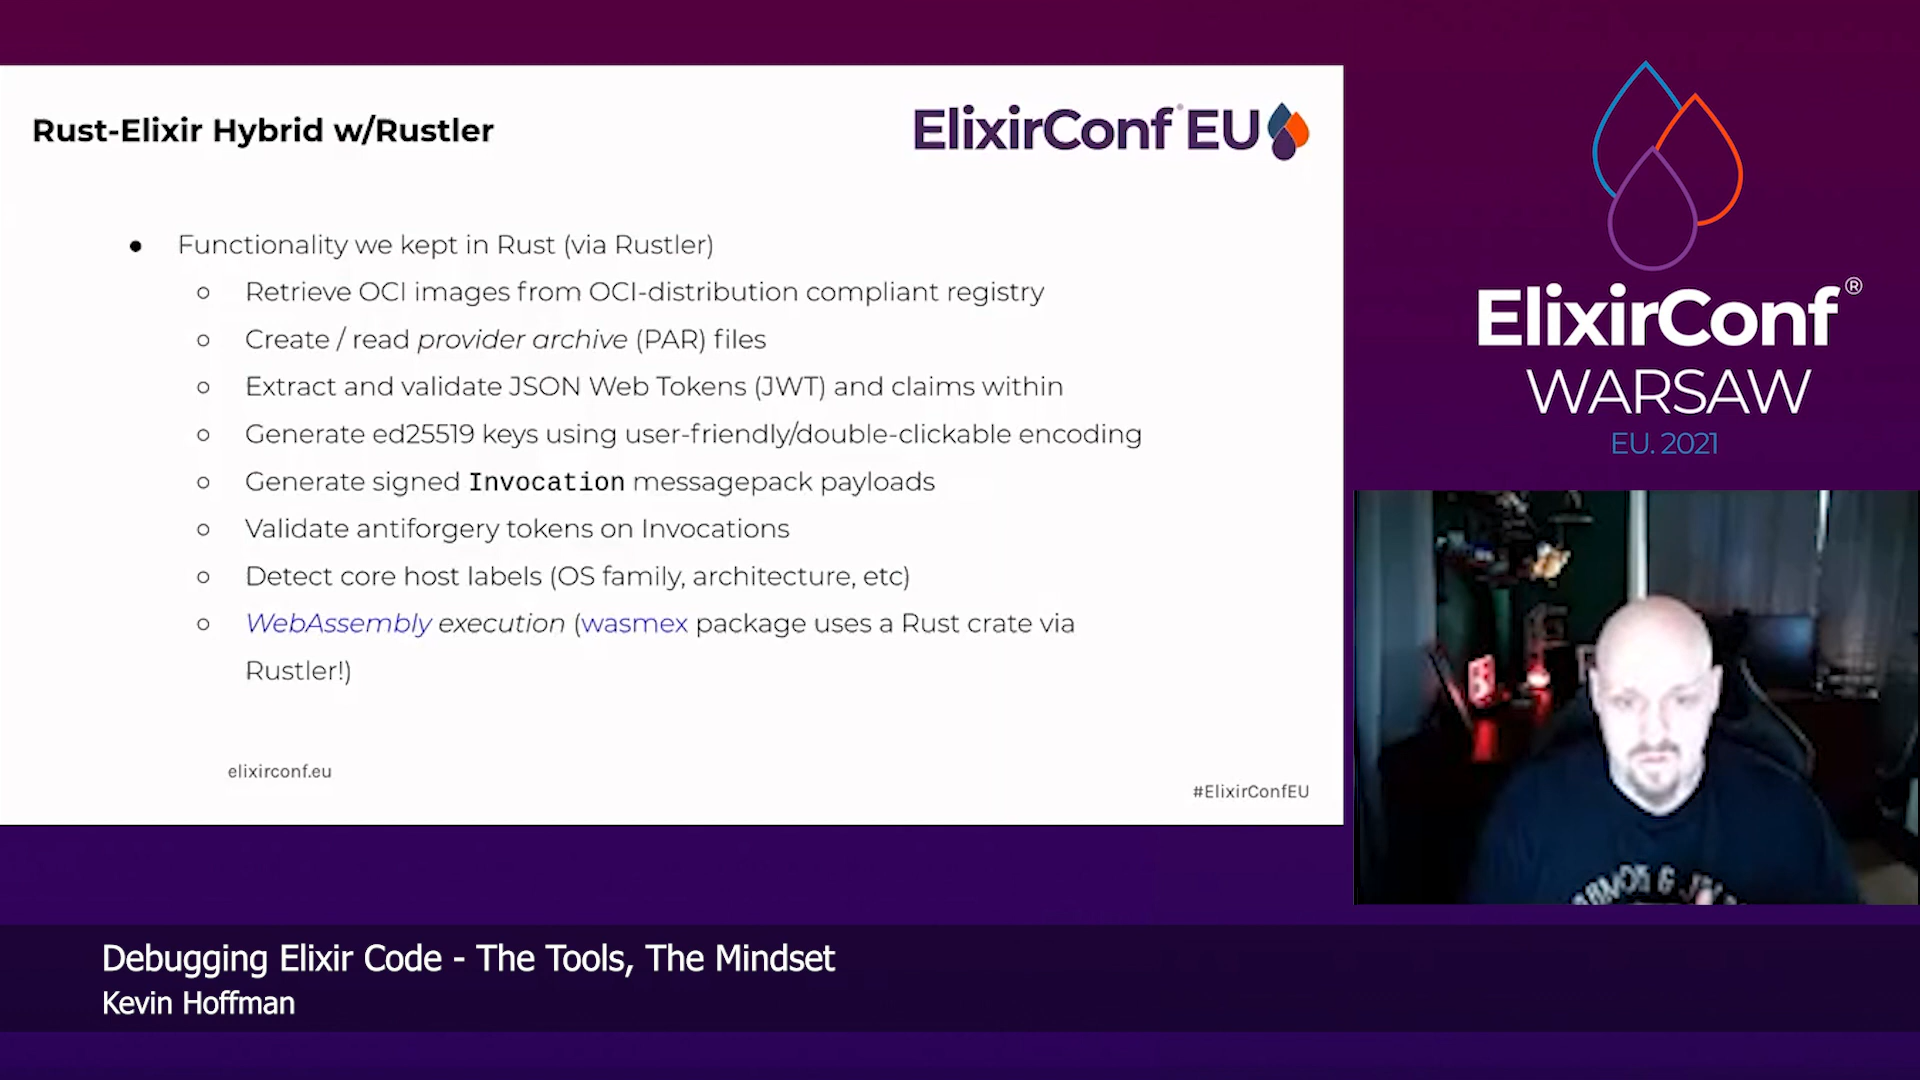 Rust-Elixir Hybrid w/Rustler
ElixirConf® EU
● Functionality we kept in Rust (via Rustler)
○ Retrieve OCI images from OCI-distribution compliant registry
○ Create / read provider archive (PAR) files
○ Extract and validate JSON Web Tokens (JWT) and claims within
○ Generate ed25519 keys using user-friendly/double-clickable encoding
○ Generate signed Invocation messagepack payloads
○ Validate antiforgery tokens on Invocations
○ Detect core host labels (OS family, architecture, etc)
○ WebAssembly execution (wasmex package uses a Rust crate via
Rustler!)
elixirconf.eu
#ElixirConfEU
ElixirConf®
WARSAW
EU. 2021
Debugging Elixir Code - The Tools, The Mindset
Kevin Hoffman